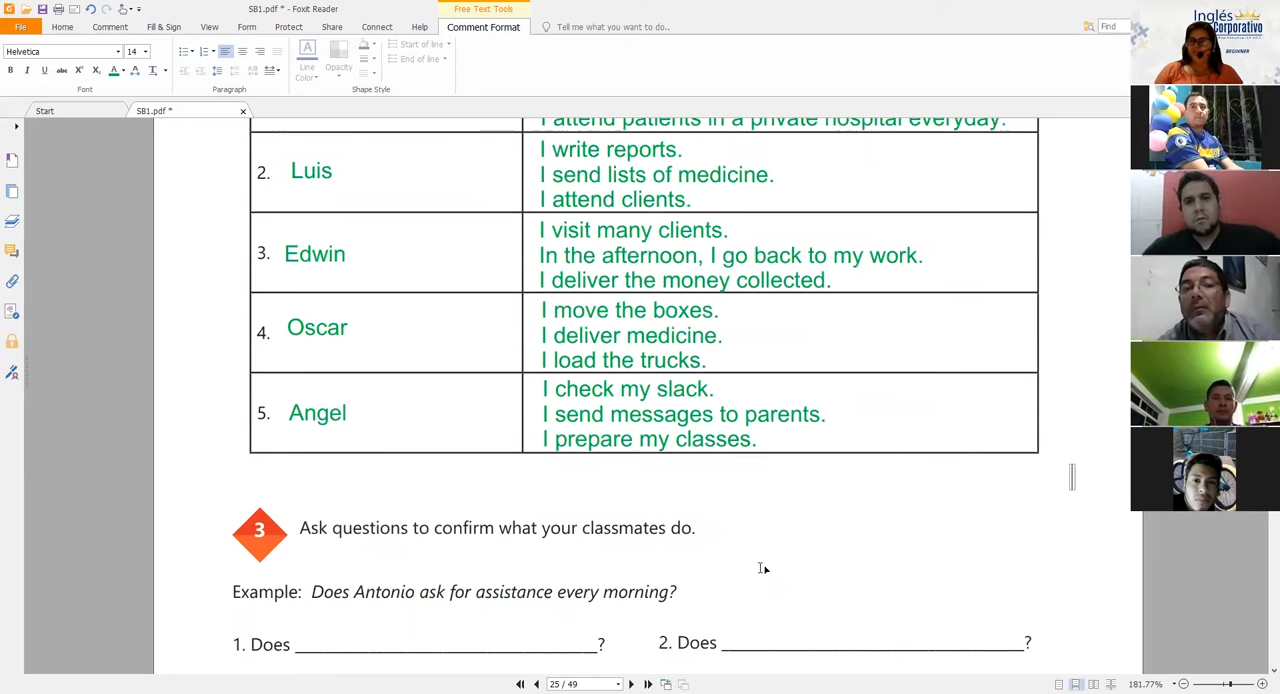 SB1.pdf * - Foxit Reader
Free Text Tools
File
Home
Comment
View
Form
Protect
Share
Connect
Help
Comment Format
Tell me what you want to do..
Find
Helvetica
14
Start of line
End of line
Line
Color
Opacity
B I U abc X² X₂ A
Font
Paragraph
Shape Style
Inglés
Corporativo
BEGINNER
Start
SB1.pdf *
I attend patients in a private hospital everyday.
2. Luis
I write reports.
I send lists of medicine.
I attend clients.
3. Edwin
I visit many clients.
In the afternoon, I go back to my work.
I deliver the money collected.
4. Oscar
I move the boxes.
I deliver medicine.
I load the trucks.
5. Angel
I check my slack.
I send messages to parents.
I prepare my classes.
3 Ask questions to confirm what your classmates do.
Example: Does Antonio ask for assistance every morning?
1. Does ______________________________?
2. Does ______________________________?
25 / 49
181.77%